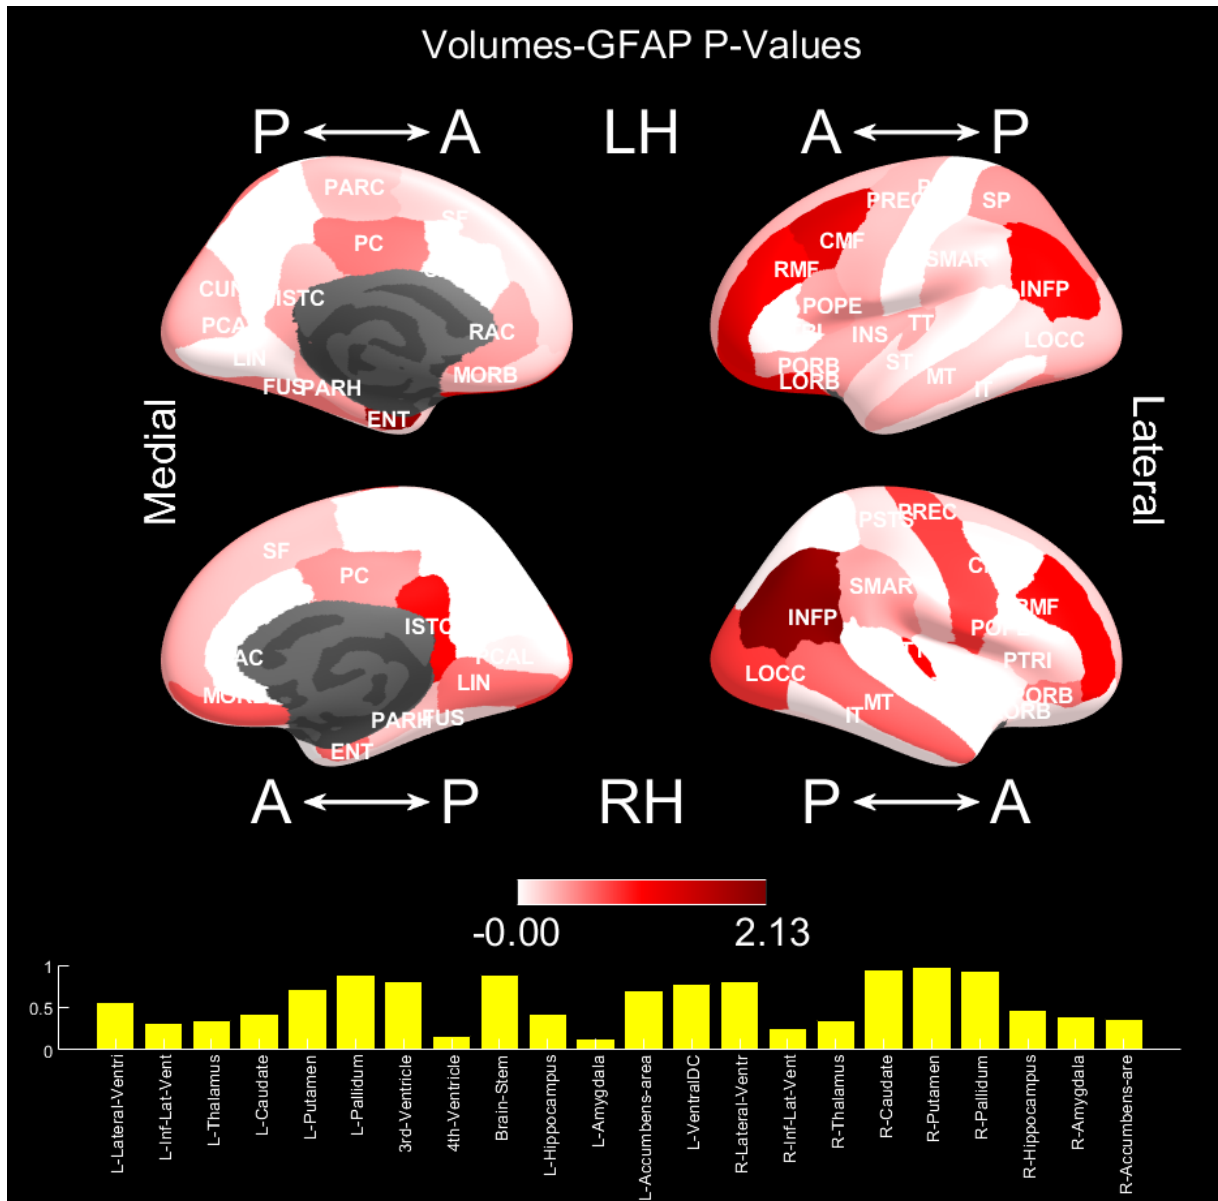 Volumes-GFAP P-Values
P A LH A P
PARC
SF
PC
CUN
ISTC
PCAL
RAC
LIN
MORB
FUS
PARH
ENT
PREC
SP
CMF
SMAR
RMF
INFP
POPE
TT
INS
LOCC
ST
PORB
MT
LORB
IT
Medial
Lateral
SF
PC
ISTC
PCAL
LIN
MORB
PARH
FUS
ENT
PSTS
PREC
SMAR
RMF
INFP
POPE
PTRI
LOCC
MT
IT
A P RH P A
-0.00 2.13
1
0.5
0
L-Lateral-Ventri
L-Inf-Lat-Vent
L-Thalamus
L-Caudate
L-Putamen
L-Pallidum
3rd-Ventricle
4th-Ventricle
Brain-Stem
L-Hippocampus
L-Amygdala
L-Accumbens-area
L-VentralDC
R-Lateral-Ventr
R-Inf-Lat-Vent
R-Thalamus
R-Caudate
R-Putamen
R-Pallidum
R-Hippocampus
R-Amygdala
R-Accumbens-are